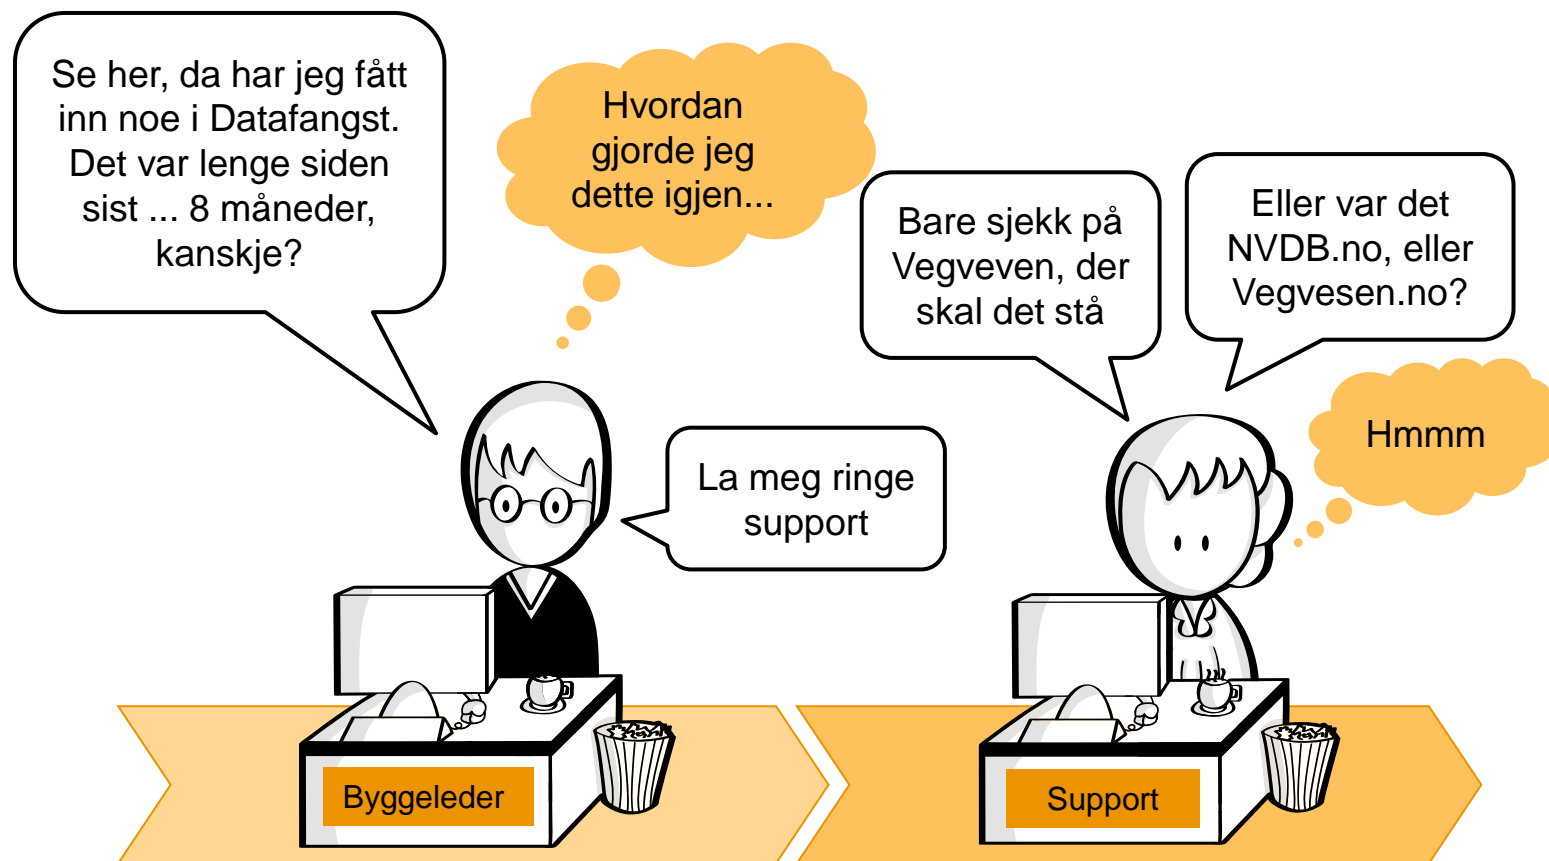 Se her, da har jeg fått
inn noe i Datafangst.
Det var lenge siden
sist ... 8 måneder,
kanskje?
Hvordan
gjorde jeg
dette igjen...
La meg ringe
support
Bare sjekk på
Vegveven, der
skal det stå
Eller var det
NVDB.no, eller
Vegvesen.no?
Hmmm
Byggeleder
Support